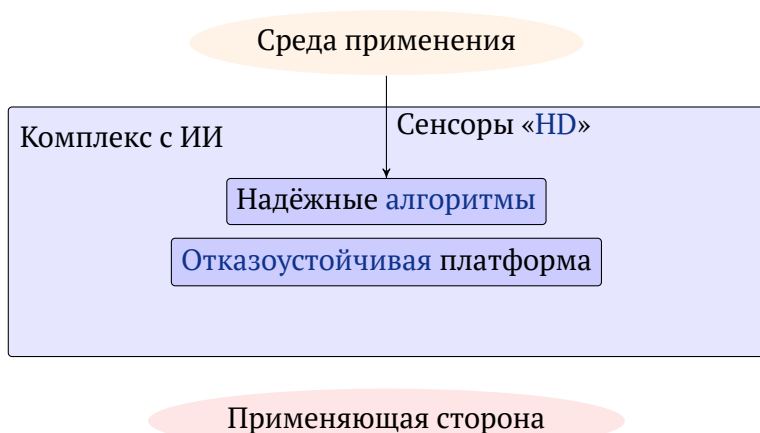 Среда применения
Сенсоры «HD»
Комплекс с ИИ
Надёжные алгоритмы
Отказоустойчивая платформа
Применяющая сторона